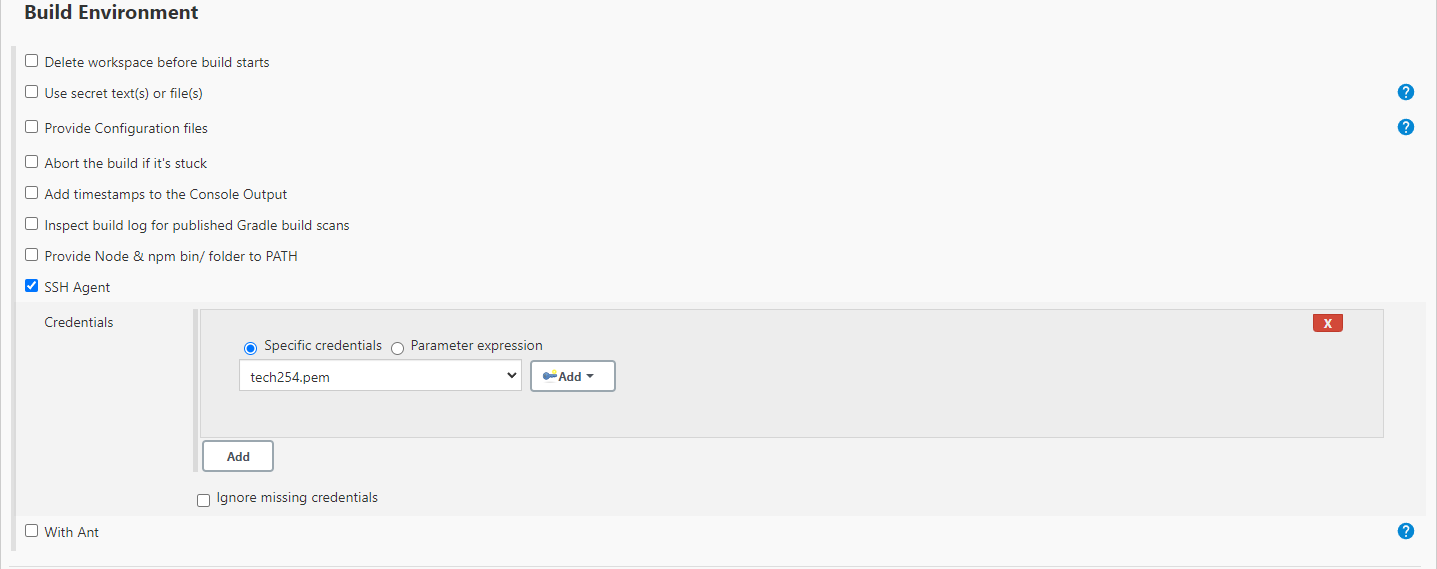 Build Environment
Delete workspace before build starts
Use secret text(s) or file(s)
?
Provide Configuration files
?
Abort the build if it's stuck
Add timestamps to the Console Output
Inspect build log for published Gradle build scans
Provide Node & npm bin/ folder to PATH
SSH Agent
Credentials
X
Specific credentials Parameter expression
tech254.pem Add
Add
Ignore missing credentials
With Ant
?